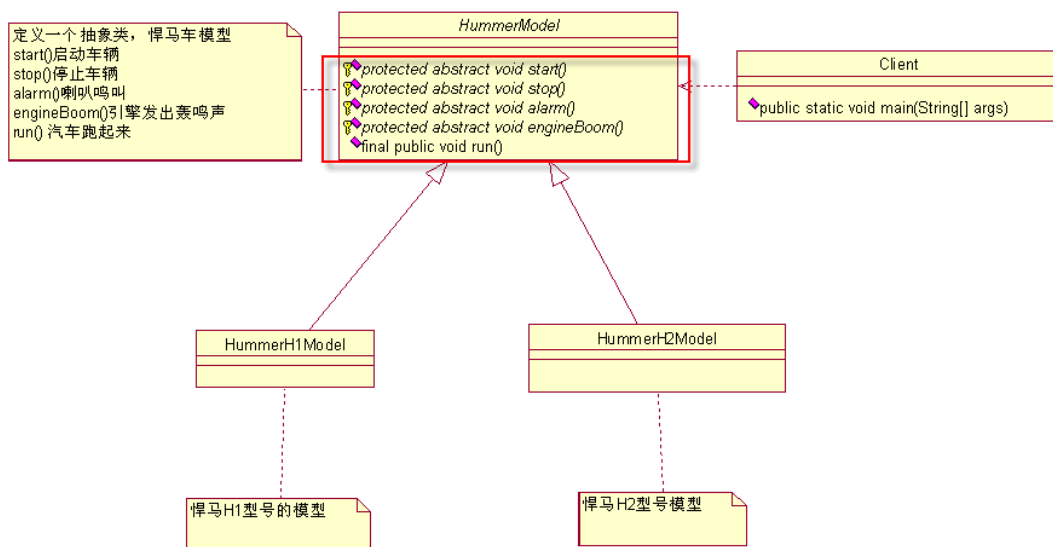 定义一个抽象类，悍马车模型
start()启动车辆
stop()停止车辆
alarm()喇叭鸣叫
engineBoom()引擎发出轰鸣声
run() 汽车跑起来
HummerModel
protected abstract void start()
protected abstract void stop()
protected abstract void alarm()
protected abstract void engineBoom()
final public void run()
Client
public static void main(String[] args)
HummerH1Model
HummerH2Model
悍马H1型号的模型
悍马H2型号模型